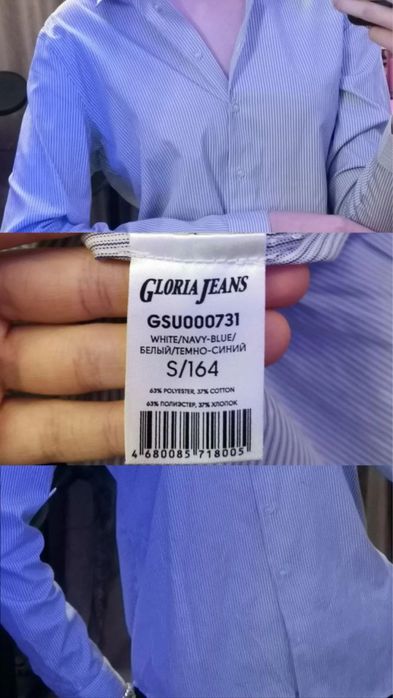 GLORIA JEANS
GSU000731
WHITE/NAVY-BLUE/
БЕЛЫЙ/ТЕМНО-СИНИЙ
S/164
63% POLYESTER, 37% COTTON
63% ПОЛИЭСТЕР, 37% ХЛОПОК
4 680085 718005